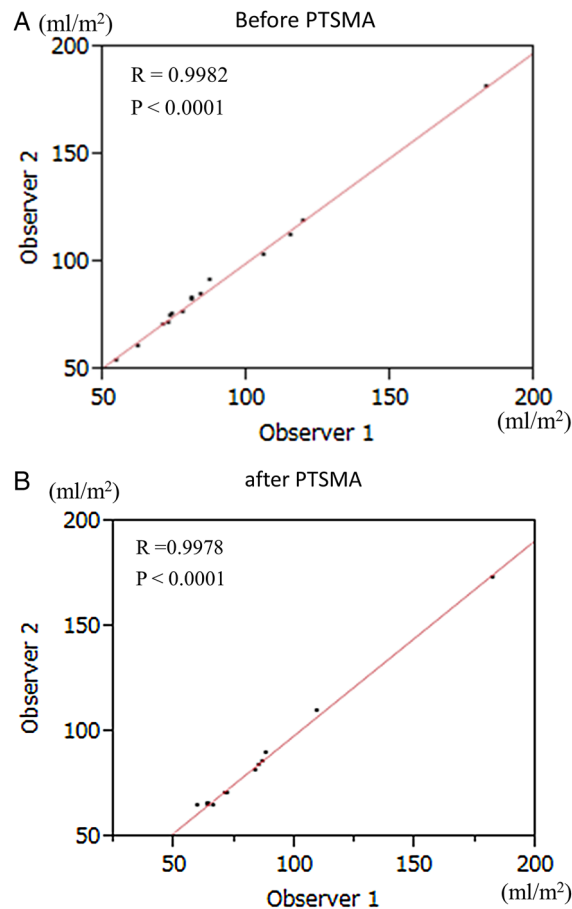 A
Before PTSMA
(ml/m²)
200
150
100
50
Observer 2
R = 0.9982
P < 0.0001
50
100
150
200
Observer 1
(ml/m²)
B
after PTSMA
(ml/m²)
200
150
100
50
Observer 2
R =0.9978
P < 0.0001
50
100
150
200
Observer 1
(ml/m²)